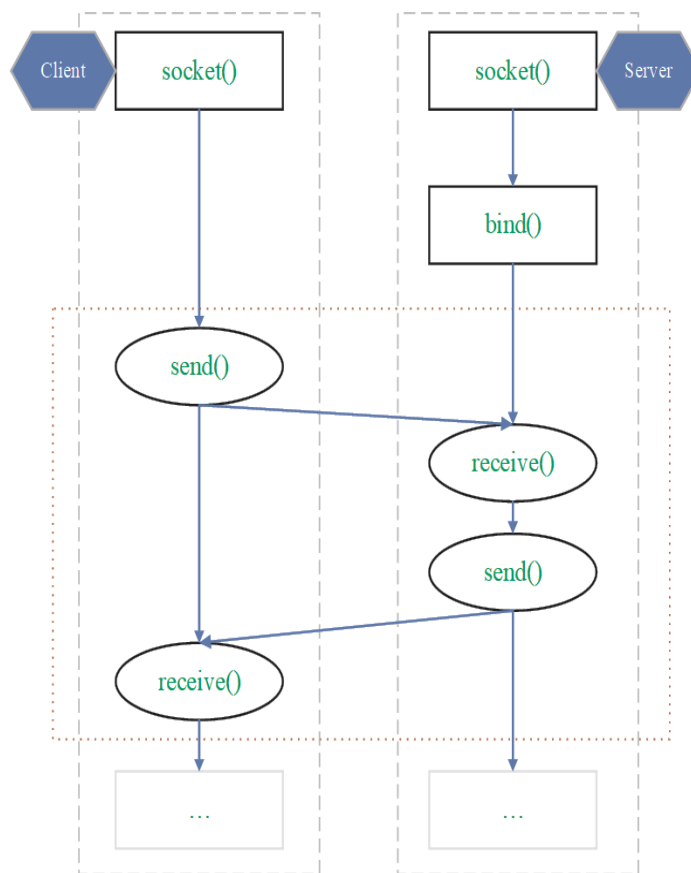 Client
socket()
socket()
Server
bind()
send()
receive()
send()
receive()
...
...